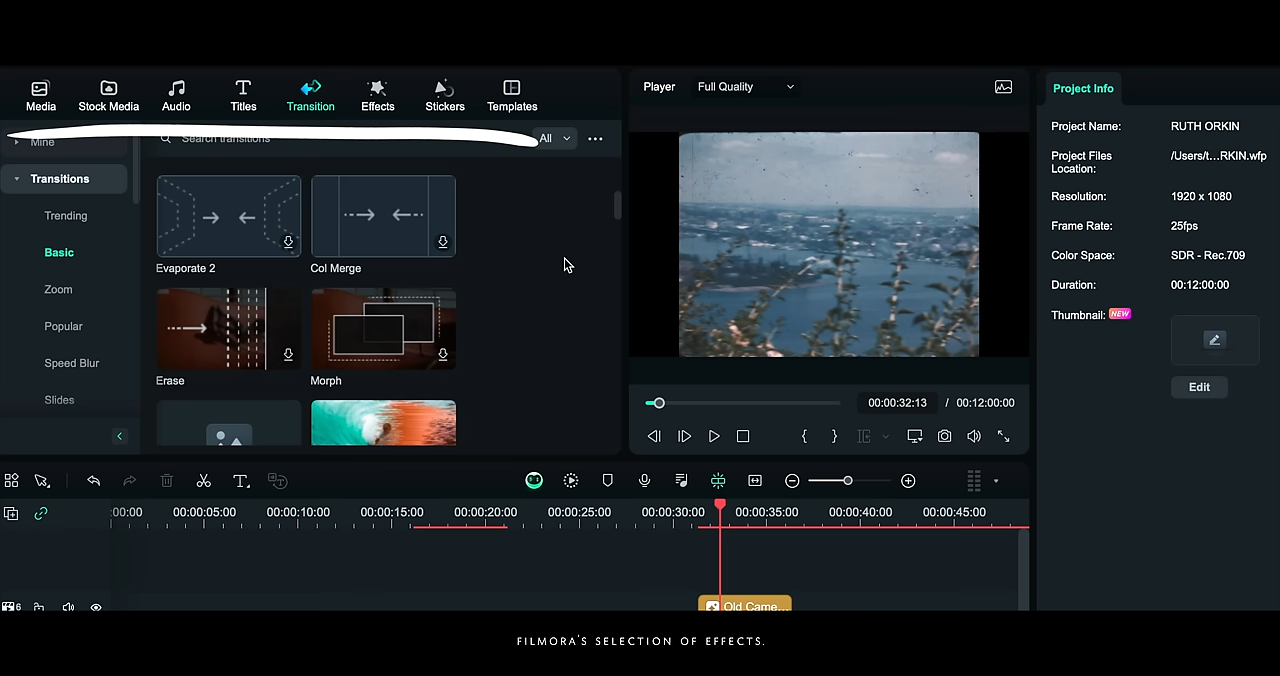 Media Stock Media Audio Titles Transition Effects Stickers Templates
Mine
Search transitions
All
Transitions
Trending
Basic
Zoom
Popular
Speed Blur
Slides
Evaporate 2
Col Merge
Erase
Morph
Player Full Quality
00:00:32:13 / 00:12:00:00
Project Info
Project Name: RUTH ORKIN
Project Files /Users/t...RKIN.wfp
Location:
Resolution: 1920 x 1080
Frame Rate: 25fps
Color Space: SDR - Rec.709
Duration: 00:12:00:00
Thumbnail: NEW
Edit
:00:00 00:00:05:00 00:00:10:00 00:00:15:00 00:00:20:00 00:00:25:00 00:00:30:00 00:00:35:00 00:00:40:00 00:00:45:00
6
Old Came...
FILMORA'S SELECTION OF EFFECTS.